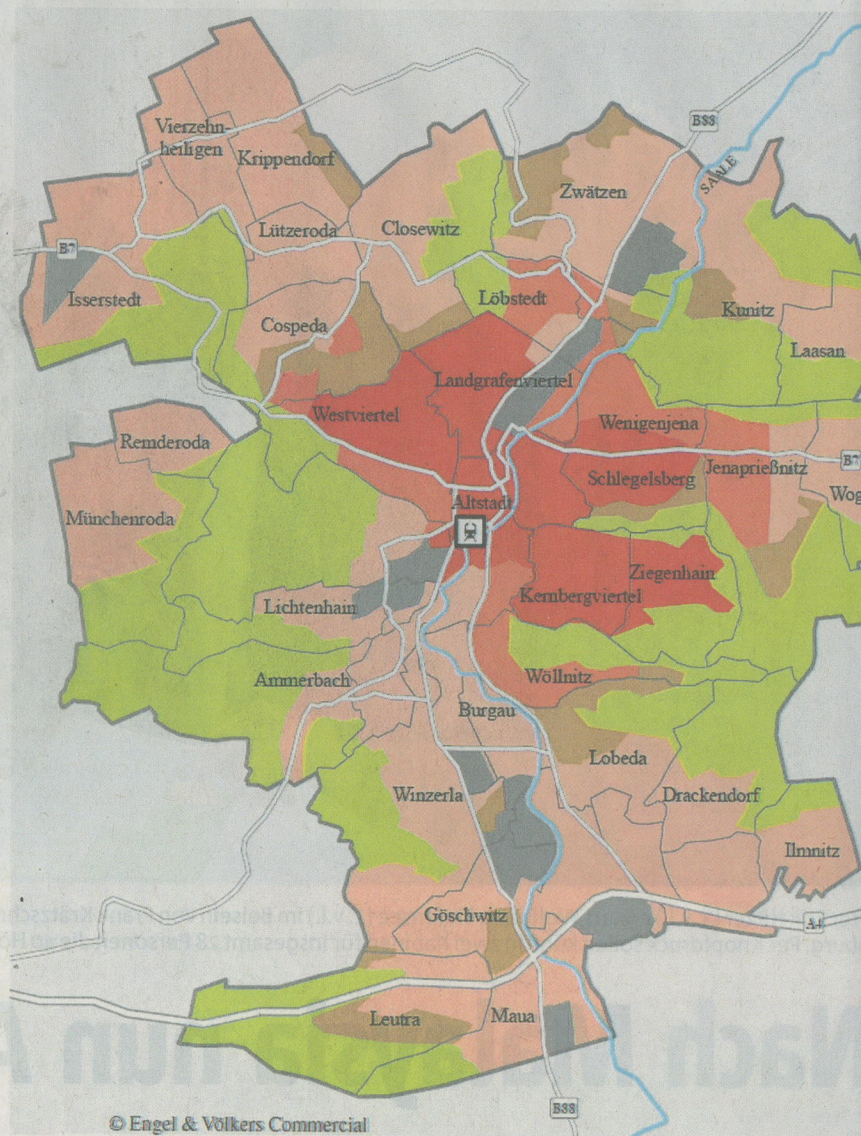 B88
Vierzehn-
heiligen
Krippendorf
SAALE
Zwätzen
Lützeroda
Closewitz
B7
Isserstedt
Löbstedt
Kunitz
Cospeda
Laasan
Landgrafenviertel
Westviertel
Wenigenjena
Remderoda
B7
Schlegelsberg
Jenaprießnitz
Wog
Altstadt
Münchenroda
Ziegenhain
Kernbergviertel
Lichtenhain
Ammerbach
Wöllnitz
Burgau
Lobeda
Winzerla
Drackendorf
Ilmnitz
Göschwitz
A4
Leutra
Maua
B88
© Engel & Völkers Commercial